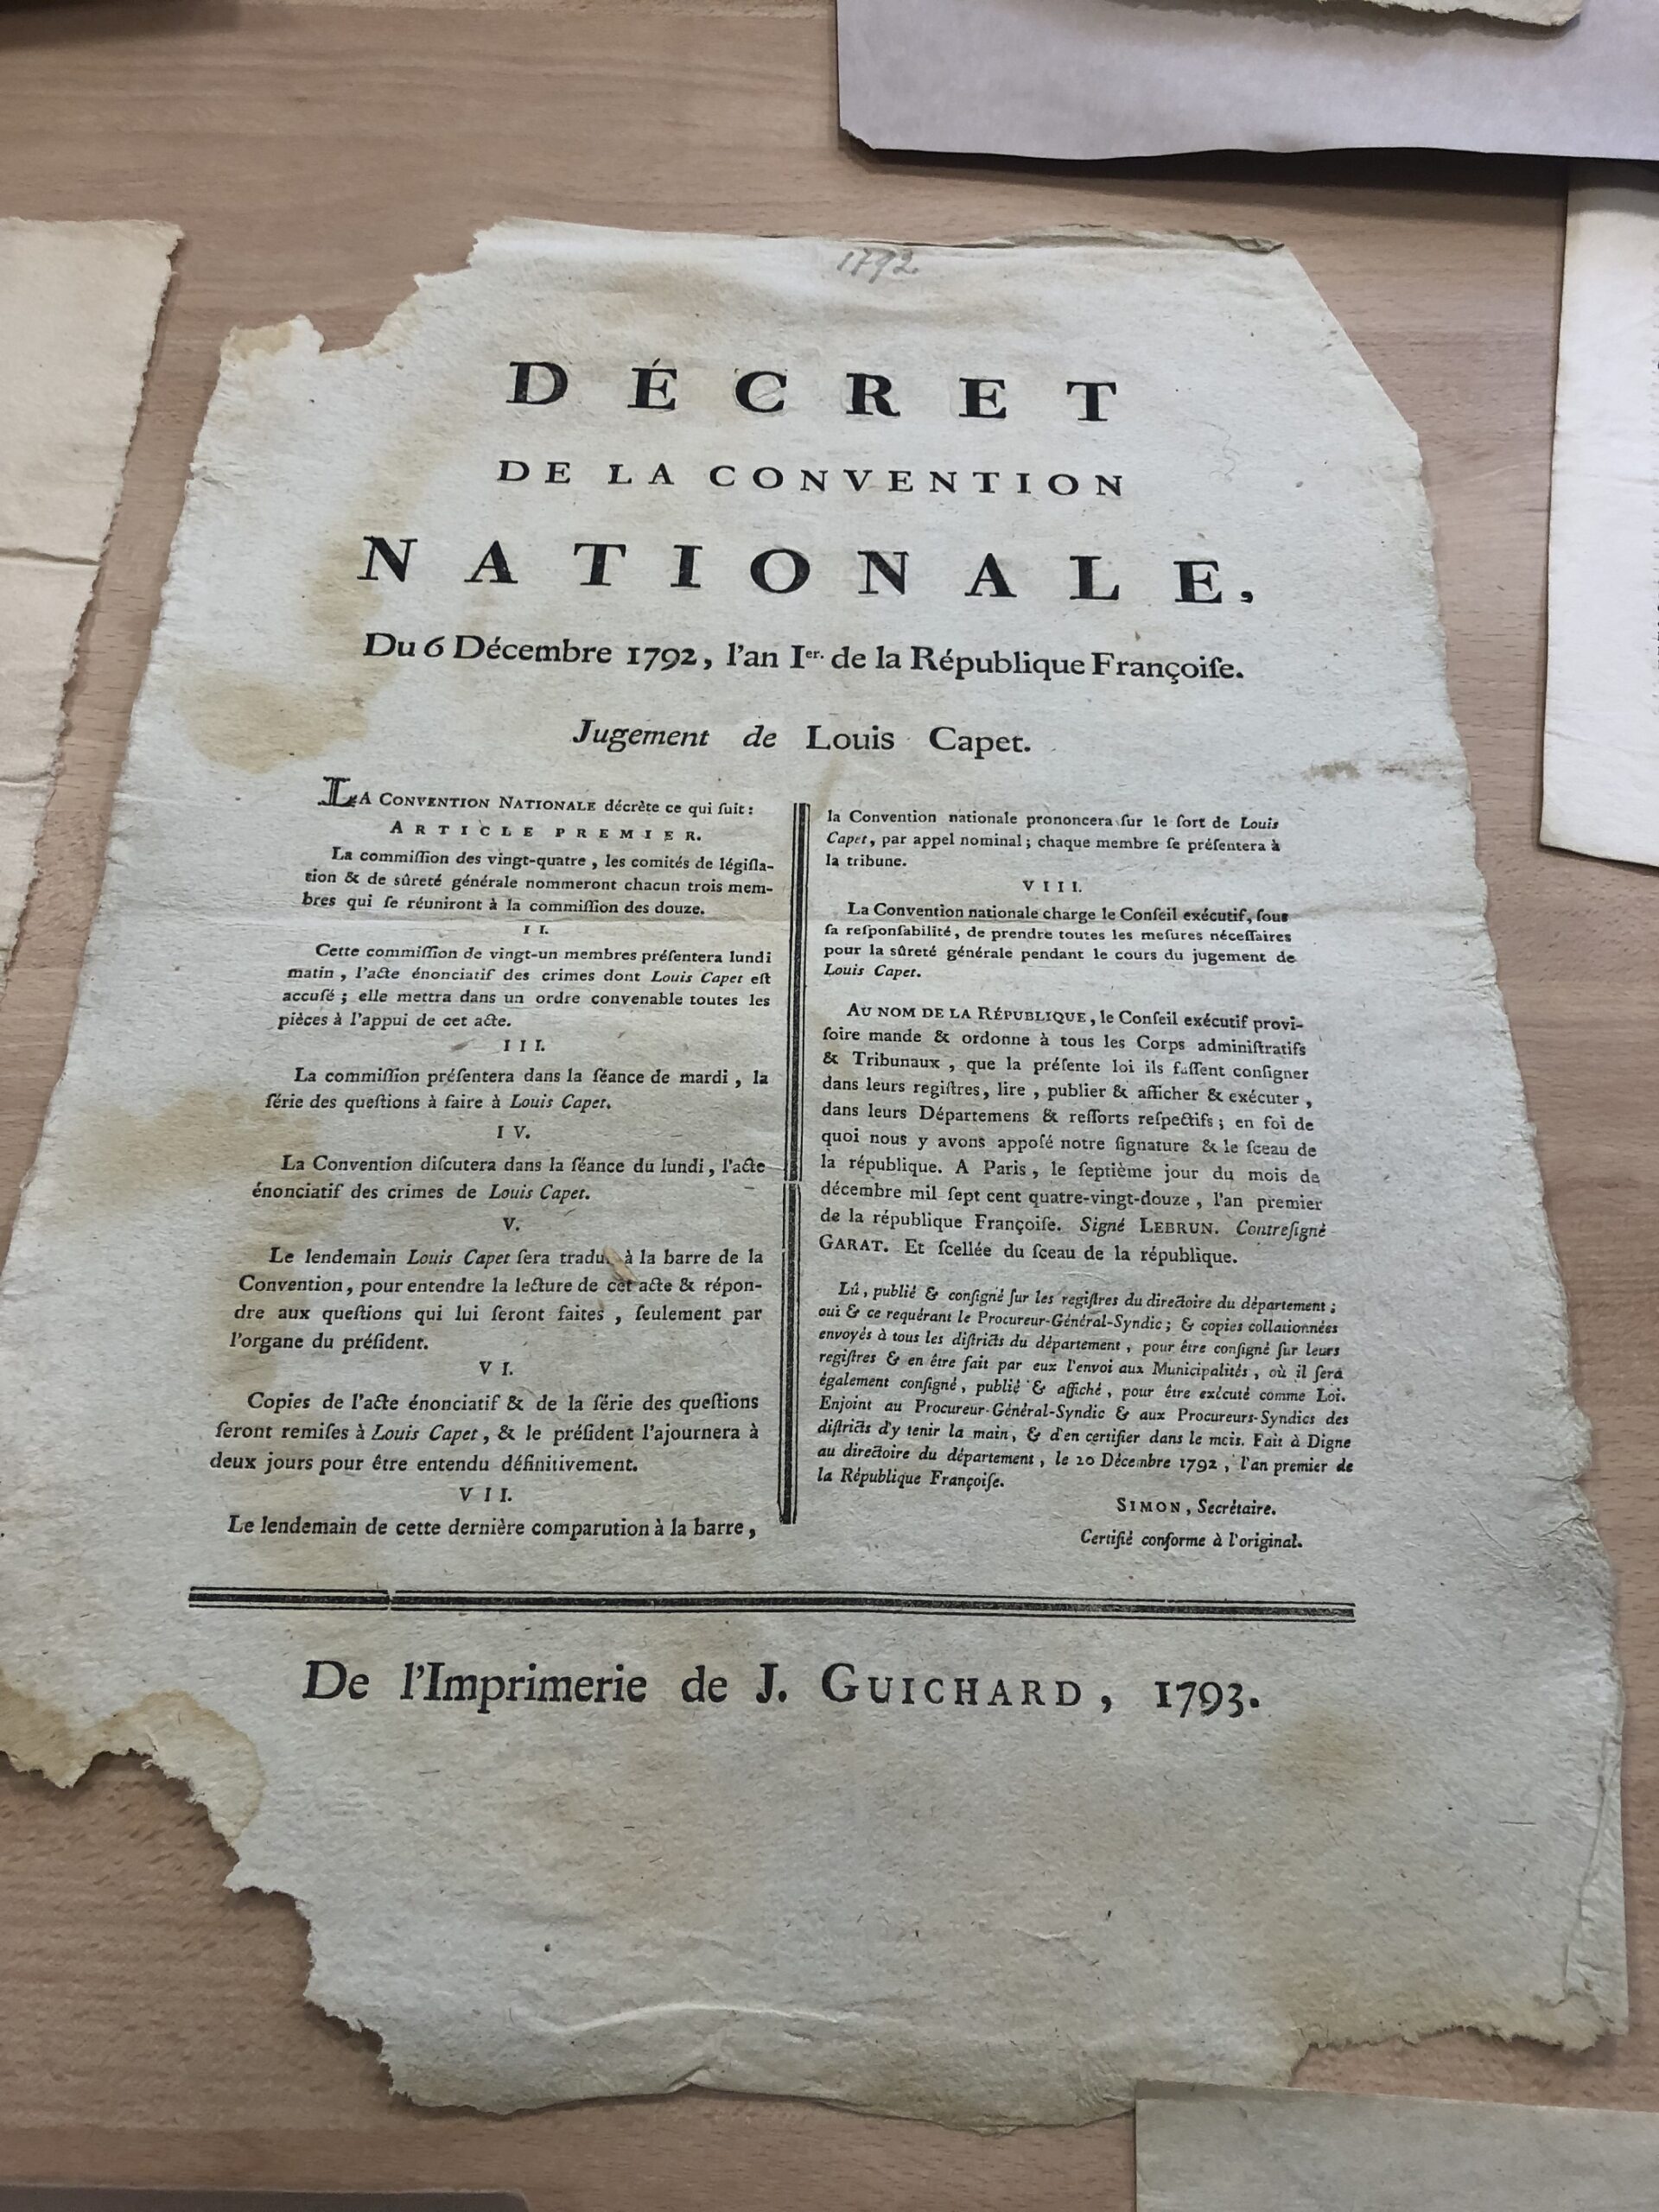 1792
DÉCRET
DE LA CONVENTION
NATIONALE,
Du 6 Décembre 1792, l'an Ier. de la République Françoiſe.
Jugement de Louis Capet.
LA CONVENTION NATIONALE décrète ce qui ſuit :
ARTICLE PREMIER.
La commiſſion des vingt-quatre , les comités de légiſla-
tion & de sûreté générale nommeront chacun trois mem-
bres qui ſe réuniront à la commiſſion des douze.
II.
Cette commiſſion de vingt-un membres préſentera lundi
matin , l'acte énonciatif des crimes dont Louis Capet eſt
accuſé ; elle mettra dans un ordre convenable toutes les
pièces à l'appui de cet acte.
III.
La commiſſion préſentera dans la ſéance de mardi , la
ſérie des queſtions à faire à Louis Capet.
IV.
La Convention diſcutera dans la ſéance du lundi , l'acte
énonciatif des crimes de Louis Capet.
V.
Le lendemain Louis Capet ſera tradu à la barre de la
Convention, pour entendre la lecture de cet acte & répon-
dre aux queſtions qui lui ſeront faites , ſeulement par
l'organe du préſident.
VI.
Copies de l'acte énonciatif & de la ſérie des queſtions
ſeront remiſes à Louis Capet , & le préſident l'ajournera à
deux jours pour être entendu définitivement.
VII.
Le lendemain de cette dernière comparution à la barre ,
la Convention nationale prononcera ſur le ſort de Louis
Capet, par appel nominal ; chaque membre ſe préſentera à
la tribune.
VIII.
La Convention nationale charge le Conſeil exécutif, ſous
ſa reſponſabilité, de prendre toutes les meſures néceſſaires
pour la sûreté générale pendant le cours du jugement de
Louis Capet.
AU NOM DE LA RÉPUBLIQUE, le Conſeil exécutif provi-
ſoire mande & ordonne à tous les Corps adminiſtratifs
& Tribunaux , que la préſente loi ils faſſent conſigner
dans leurs regiſtres, lire , publier & afficher & exécuter ,
dans leurs Départemens & reſſorts reſpectifs ; en foi de
quoi nous y avons appoſé notre ſignature & le ſceau de
la république. A Paris , le ſeptième jour du mois de
décembre mil ſept cent quatre-vingt-douze , l'an premier
de la république Françoiſe. Signé LEBRUN. Contreſigné
GARAT. Et ſcellée du ſceau de la république.
Lû, publié & conſigné ſur les regiſtres du directoire du département ;
oui & ce requérant le Procureur-Général-Syndic ; & copies collationnées
envoyés à tous les diſtricts du département , pour être conſigné ſur leurs
regiſtres & en être fait par eux l'envoi aux Municipalités , où il ſera
également conſigné, publié & affiché, pour être exécuté comme Loi.
Enjoint au Procureur-Général-Syndic & aux Procureurs-Syndics des
diſtricts d'y tenir la main, & d'en certifier dans le mois. Fait à Digne
au directoire du département , le 20 Décembre 1792, l'an premier de
la République Françoiſe.
SIMON, Secrétaire.
Certifié conforme à l'original.
De l'Imprimerie de J. GUICHARD, 1793.